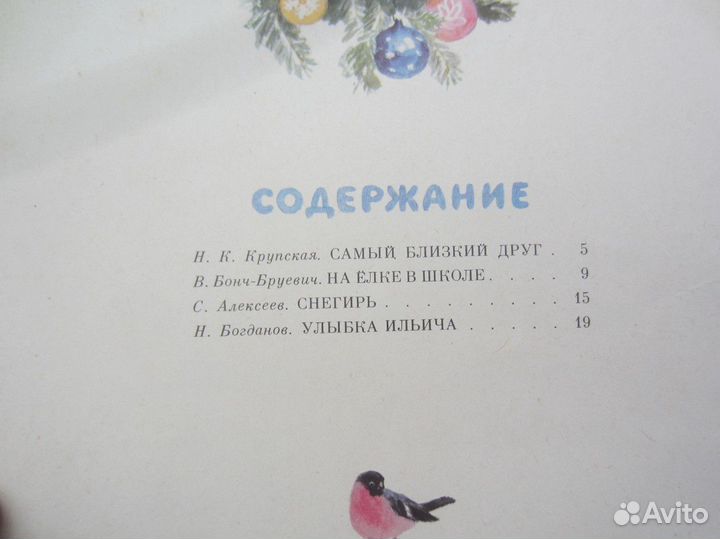 СОДЕРЖАНИЕ
Н. К. Крупская. САМЫЙ БЛИЗКИЙ ДРУГ . 5
В. Бонч-Бруевич. НА ЁЛКЕ В ШКОЛЕ . . . . 9
С. Алексеев. СНЕГИРЬ . . . . . . . . . 15
Н. Богданов. УЛЫБКА ИЛЬИЧА . . . . . 19
Avito